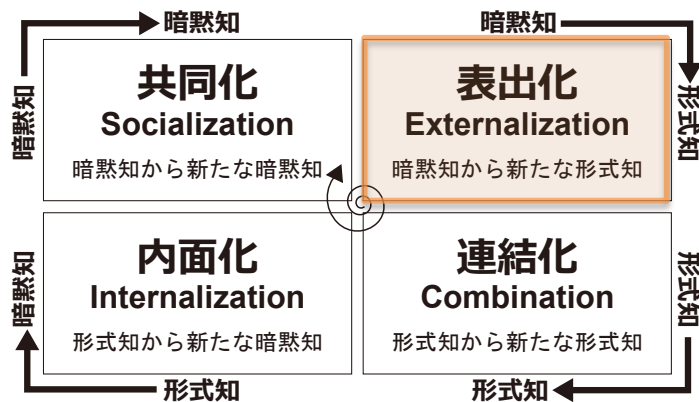 暗黙知
暗黙知
暗黙知
共同化
Socialization
暗黙知から新たな暗黙知
表出化
Externalization
暗黙知から新たな形式知
形式知
暗黙知
内面化
Internalization
形式知から新たな暗黙知
連結化
Combination
形式知から新たな形式知
形式知
形式知
形式知